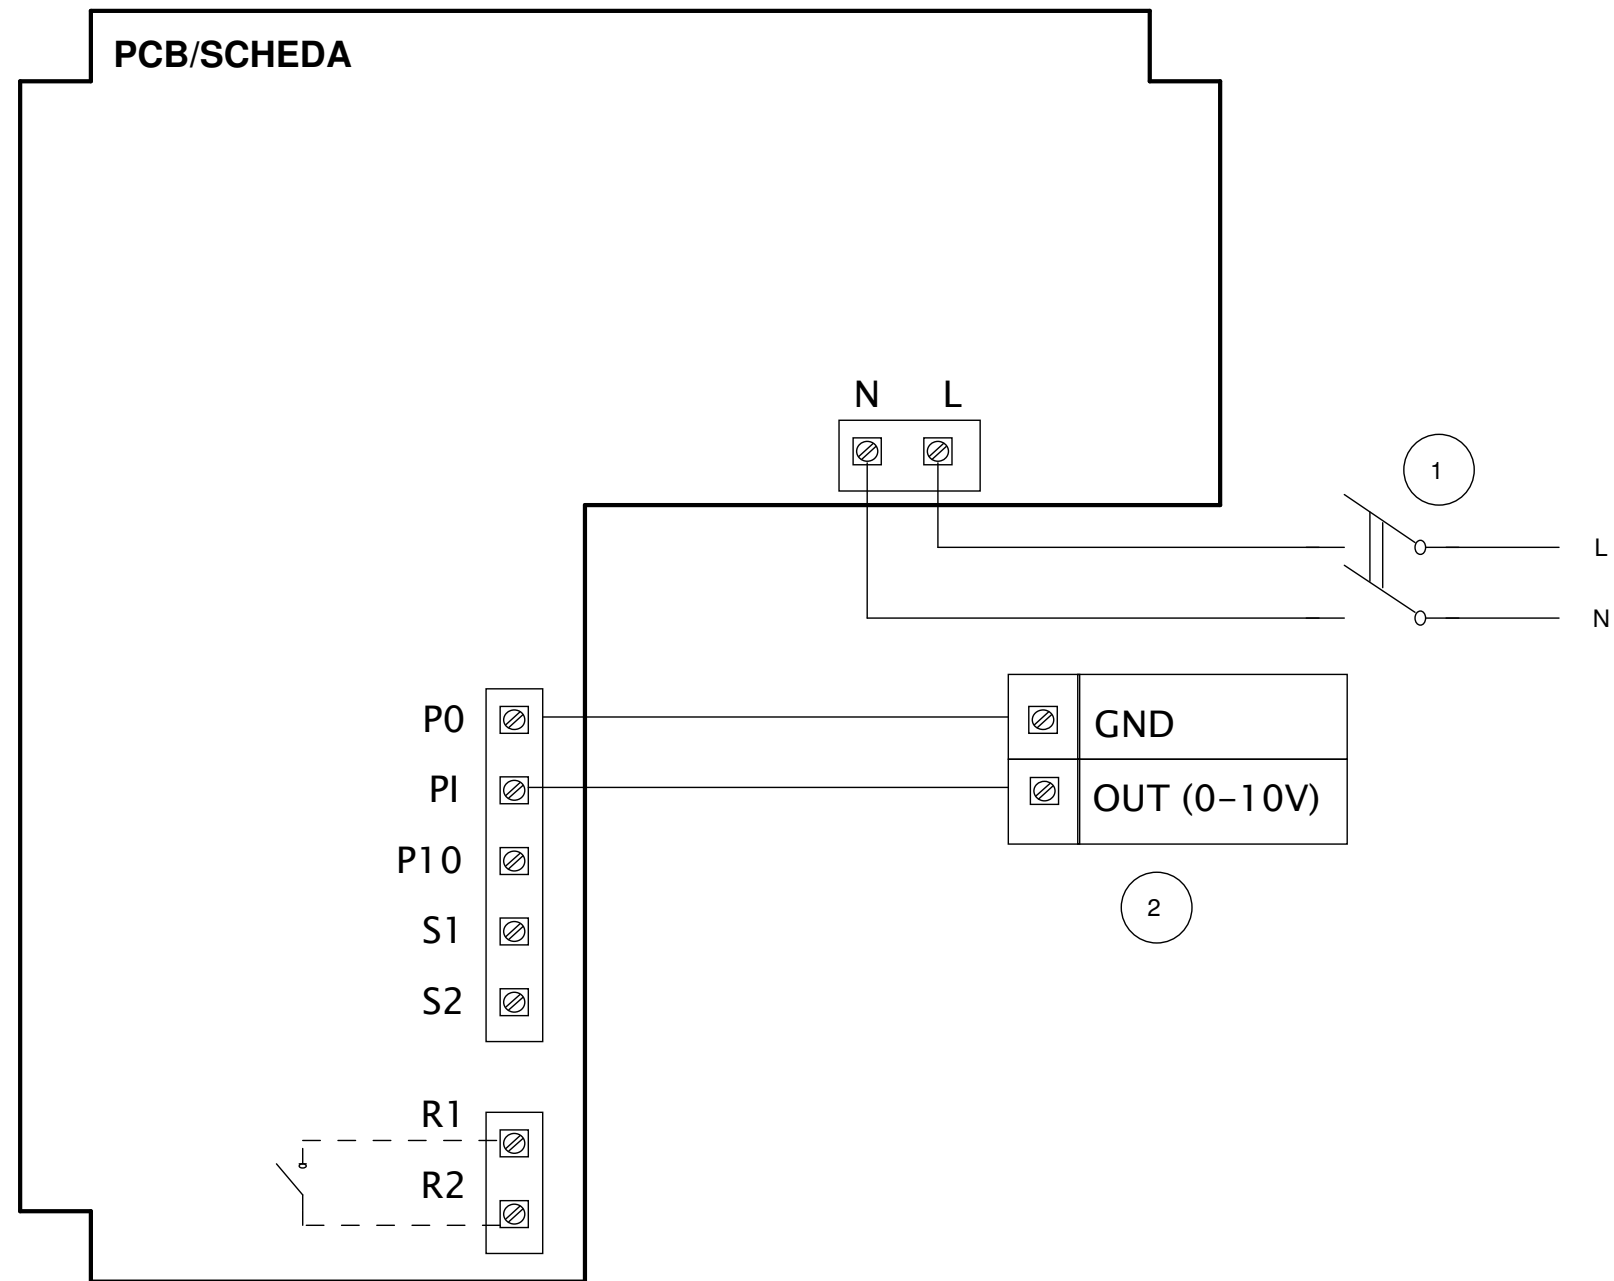 PCB/SCHEDA
N L
1
L
N
P0
GND
PI
OUT (0–10V)
P10
2
S1
S2
R1
R2